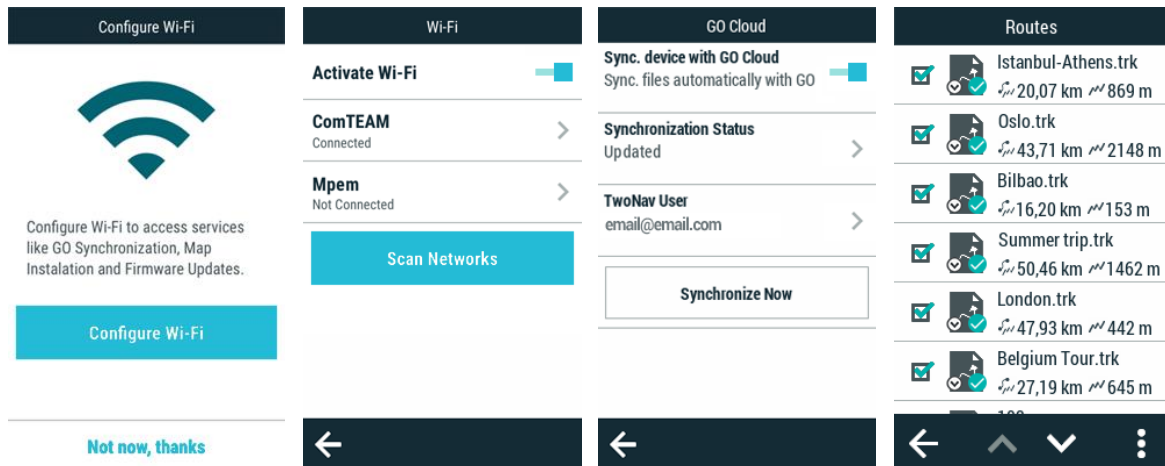 Configure Wi-Fi
Configure Wi-Fi to access services
like GO Synchronization, Map
Instalation and Firmware Updates.
Configure Wi-Fi
Not now, thanks
Wi-Fi
Activate Wi-Fi
ComTEAM
Connected
Mpem
Not Connected
Scan Networks
GO Cloud
Sync. device with GO Cloud
Sync. files automatically with GO
Synchronization Status
Updated
TwoNav User
email@email.com
Synchronize Now
Routes
Istanbul-Athens.trk
20,07 km 869 m
Oslo.trk
43,71 km 2148 m
Bilbao.trk
16,20 km 153 m
Summer trip.trk
50,46 km 1462 m
London.trk
47,93 km 442 m
Belgium Tour.trk
27,19 km 645 m